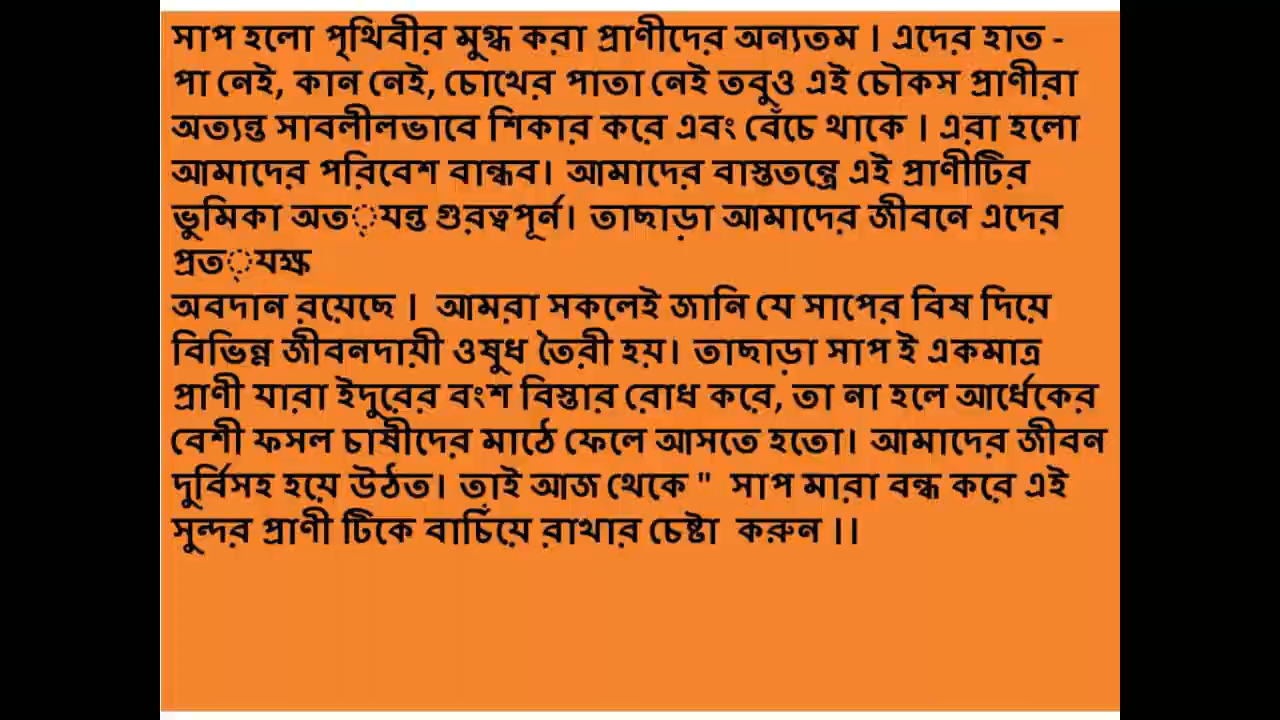 সাপ হলো পৃথিবীর মুগ্ধ করা প্রাণীদের অন্যতম । এদের হাত -
পা নেই, কান নেই, চোখের পাতা নেই তবুও এই চৌকস প্রাণীরা
অত্যন্ত সাবলীলভাবে শিকার করে এবং বেঁচে থাকে । এরা হলো
আমাদের পরিবেশ বান্ধব। আমাদের বাস্ততন্ত্রে এই প্রাণীটির
ভুমিকা অত্‌যন্ত গুরত্বপূর্ন। তাছাড়া আমাদের জীবনে এদের
প্রত্‌যক্ষ
অবদান রয়েছে । আমরা সকলেই জানি যে সাপের বিষ দিয়ে
বিভিন্ন জীবনদায়ী ওষুধ তৈরী হয়। তাছাড়া সাপ ই একমাত্র
প্রাণী যারা ইদুরের বংশ বিস্তার রোধ করে, তা না হলে আর্ধেকের
বেশী ফসল চাষীদের মাঠে ফেলে আসতে হতো। আমাদের জীবন
দুর্বিসহ হয়ে উঠত। তাই আজ থেকে " সাপ মারা বন্ধ করে এই
সুন্দর প্রাণী টিকে বাচিঁয়ে রাখার চেষ্টা করুন ।।